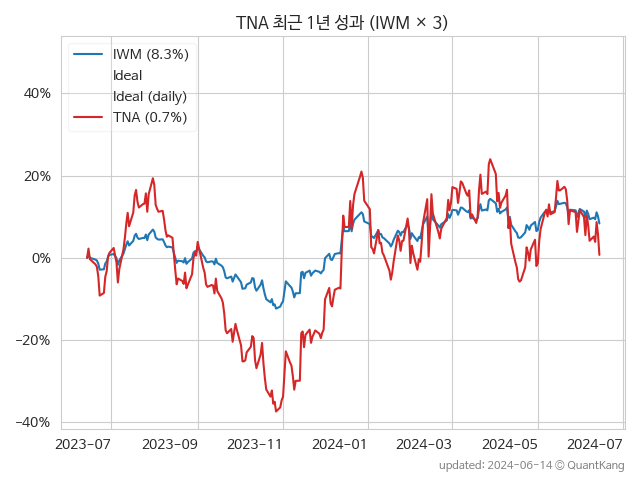 TNA 최근 1년 성과 (IWM × 3)
IWM (8.3%)
Ideal
Ideal (daily)
TNA (0.7%)
40%
20%
0%
−20%
−40%
2023−07
2023−09
2023−11
2024−01
2024−03
2024−05
2024−07
updated: 2024-06-14 © QuantKang